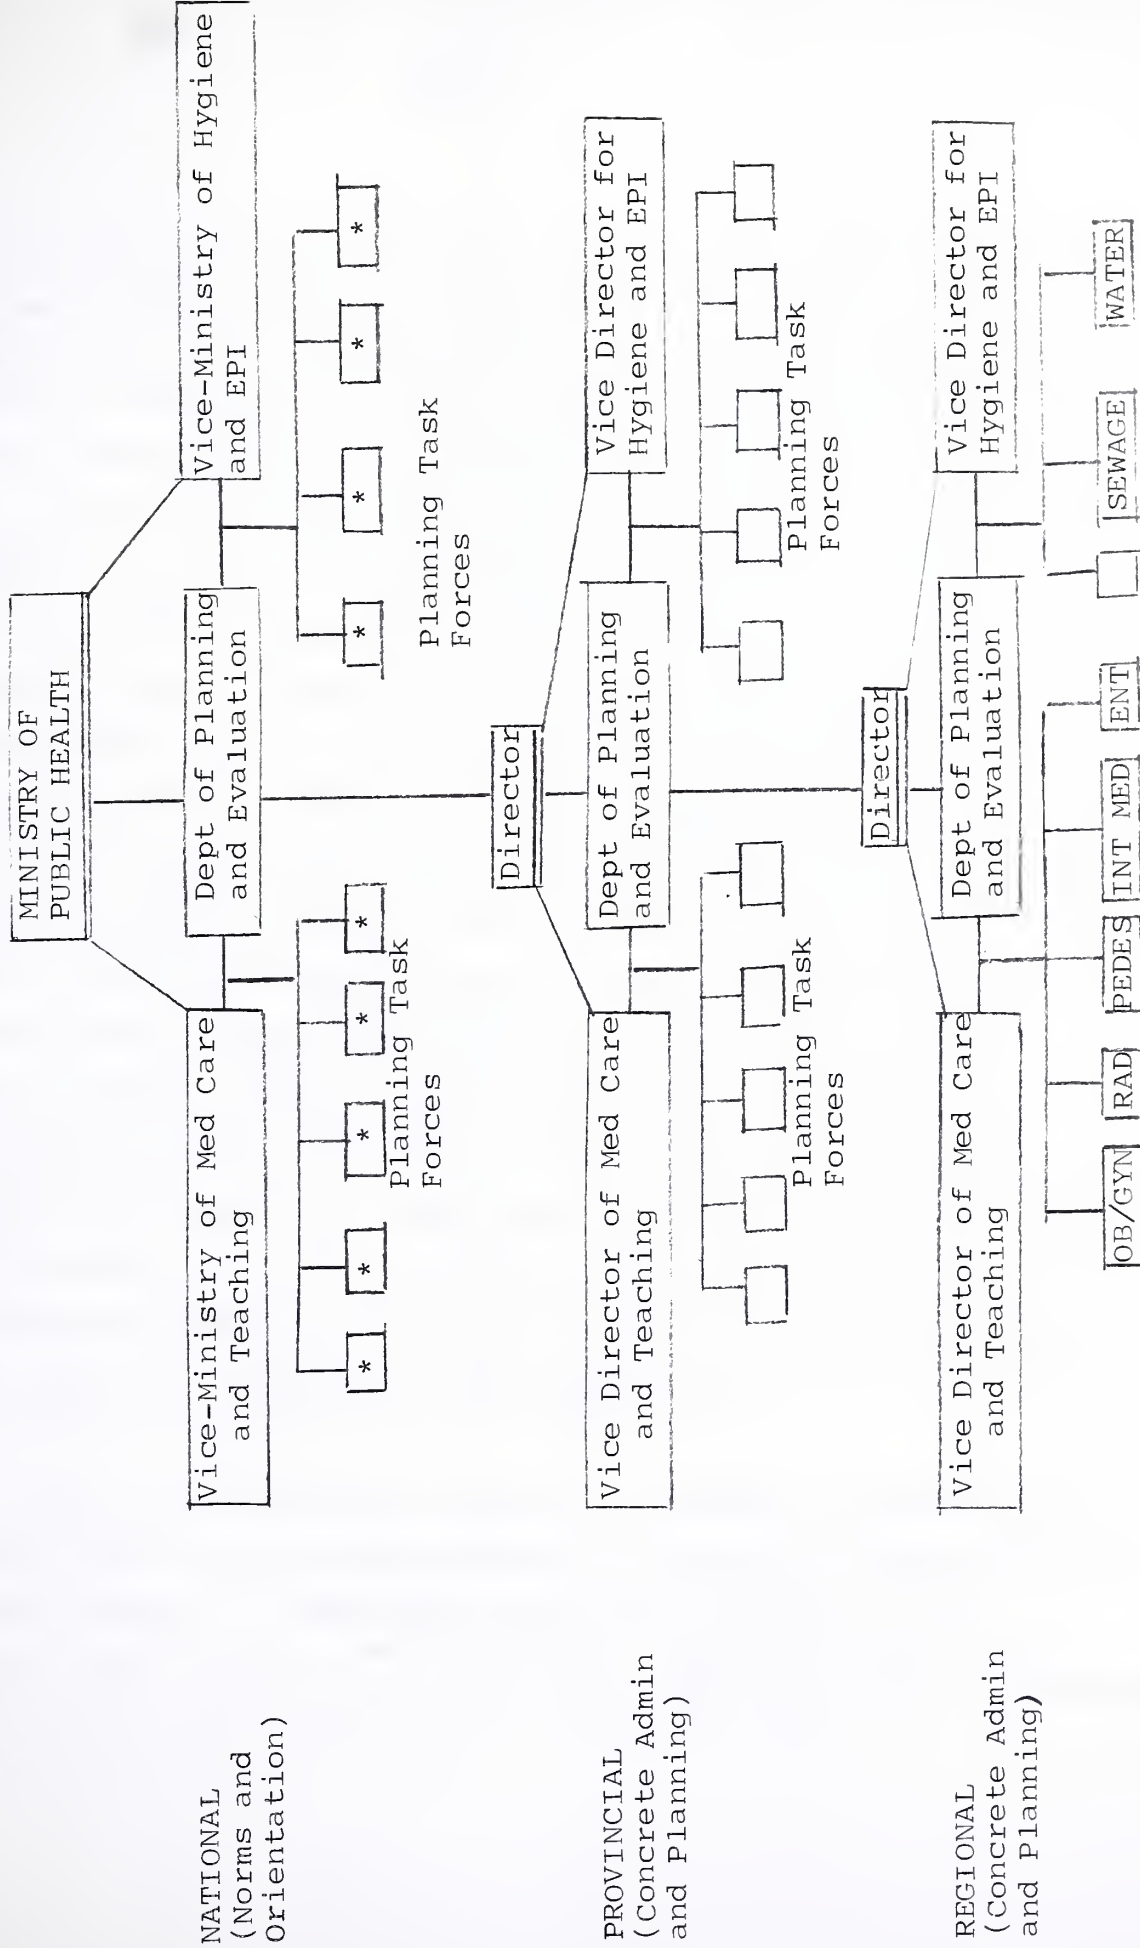 MINISTRY OF
PUBLIC HEALTH
NATIONAL
(Norms and
Orientation)
Vice-Ministry of Med Care
and Teaching
Dept of Planning
and Evaluation
Vice-Ministry of Hygiene
and EPI
* * * * *
Planning Task
Forces
* * * *
Planning Task
Forces
Director
PROVINCIAL
(Concrete Admin
and Planning)
Vice Director of Med Care
and Teaching
Dept of Planning
and Evaluation
Vice Director for
Hygiene and EPI
Planning Task
Forces
Planning Task
Forces
Director
REGIONAL
(Concrete Admin
and Planning)
Vice Director of Med Care
and Teaching
Dept of Planning
and Evaluation
Vice Director for
Hygiene and EPI
OB/GYN
RAD
PEDES
INT MED
ENT
SEWAGE
WATER